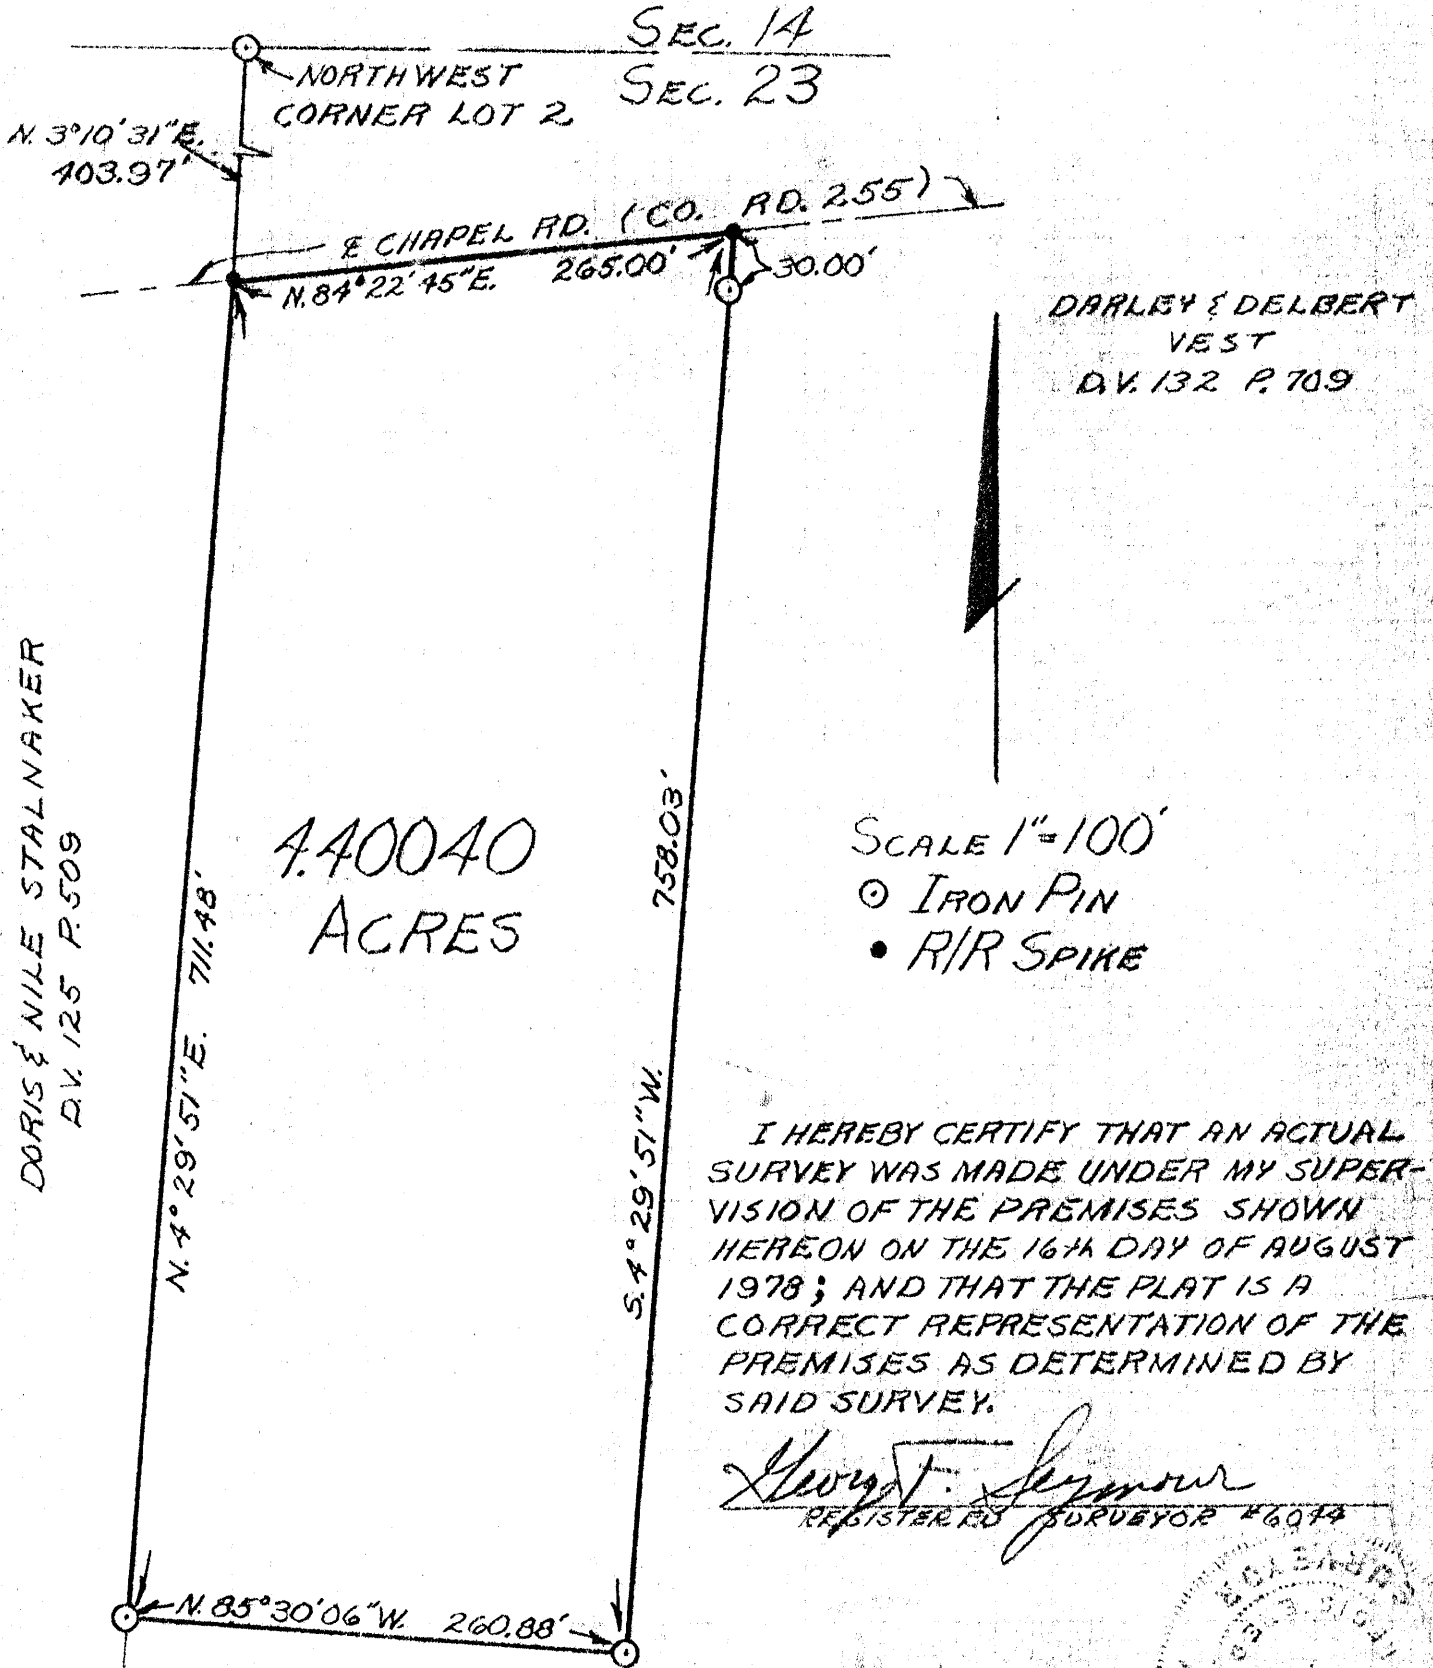 SEC. 14
SEC. 23
NORTHWEST
CORNER LOT 2
N. 3°10'31"E.
403.97'
℄ CHAPEL RD. (CO. RD. 255)
N. 84°22'45"E. 265.00'
30.00'
DARLEY & DELBERT
VEST
D.V. 132 P. 709
DORIS & NILE STALNAKER
D.V. 125 P. 509
N. 4° 29' 51" E. 711.48'
4.40040
ACRES
S. 4° 29' 51" W. 758.03'
SCALE 1"=100'
IRON PIN
R/R SPIKE
I HEREBY CERTIFY THAT AN ACTUAL
SURVEY WAS MADE UNDER MY SUPER-
VISION OF THE PREMISES SHOWN
HEREON ON THE 16th DAY OF AUGUST
1978; AND THAT THE PLAT IS A
CORRECT REPRESENTATION OF THE
PREMISES AS DETERMINED BY
SAID SURVEY.
George F. Seymour
REGISTERED SURVEYOR #6044
N. 85°30'06"W. 260.88'